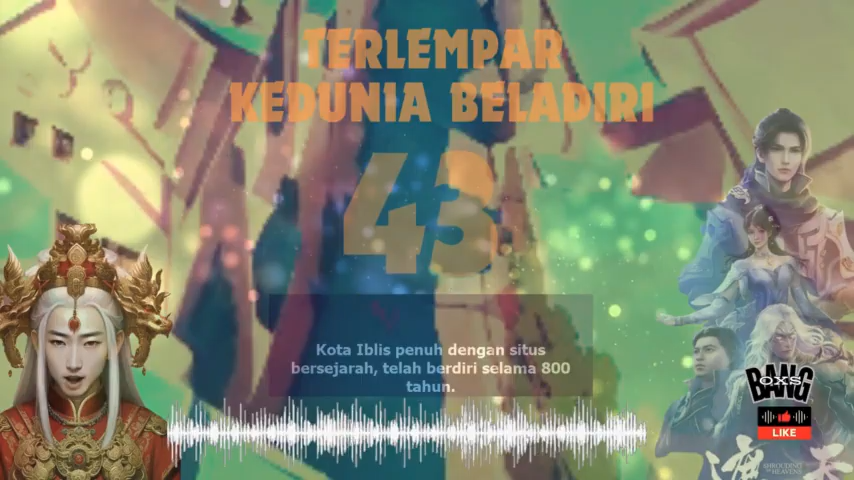 TERLEMPAR
KEDUNIA BELADIRI
43
Kota Iblis penuh dengan situs
bersejarah, telah berdiri selama 800
tahun.
BANG
OXS
LIKE